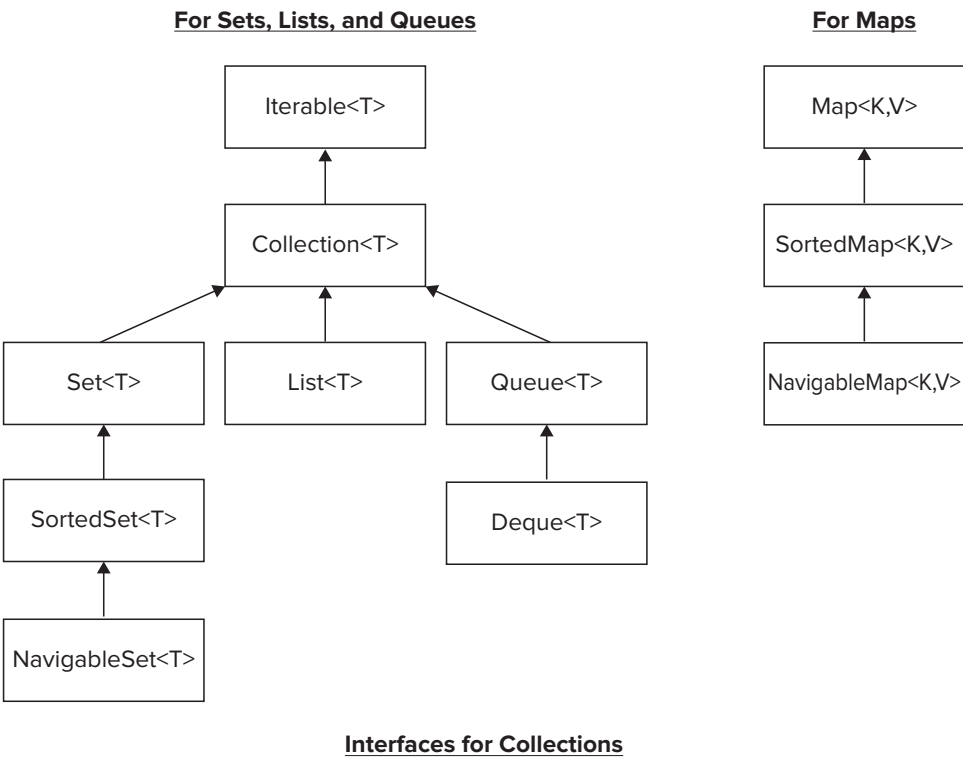 For Sets, Lists, and Queues
For Maps
Iterable<T>
Map<K,V>
Collection<T>
SortedMap<K,V>
Set<T>
List<T>
Queue<T>
NavigableMap<K,V>
SortedSet<T>
Deque<T>
NavigableSet<T>
Interfaces for Collections